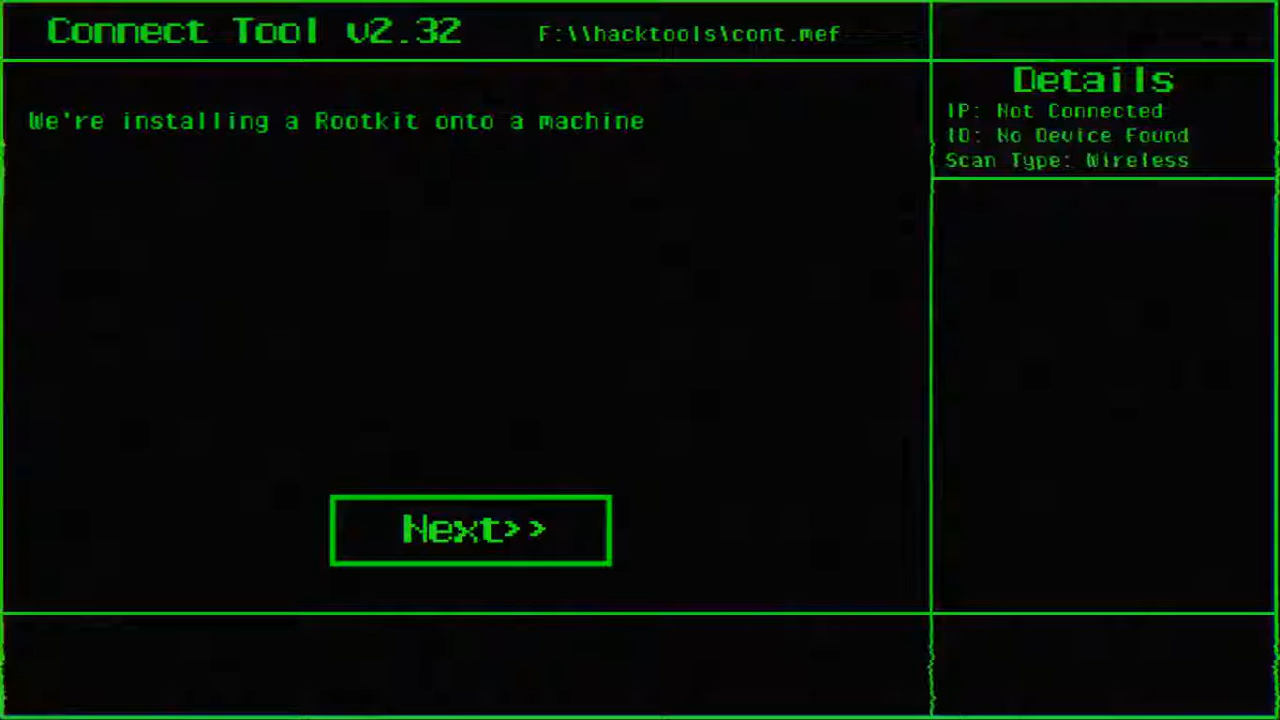 Connect Tool v2.32
F:\\hacktools\cont.mef
Details
IP: Not Connected
ID: No Device Found
Scan Type: Wireless
We're installing a Rootkit onto a machine
Next>>